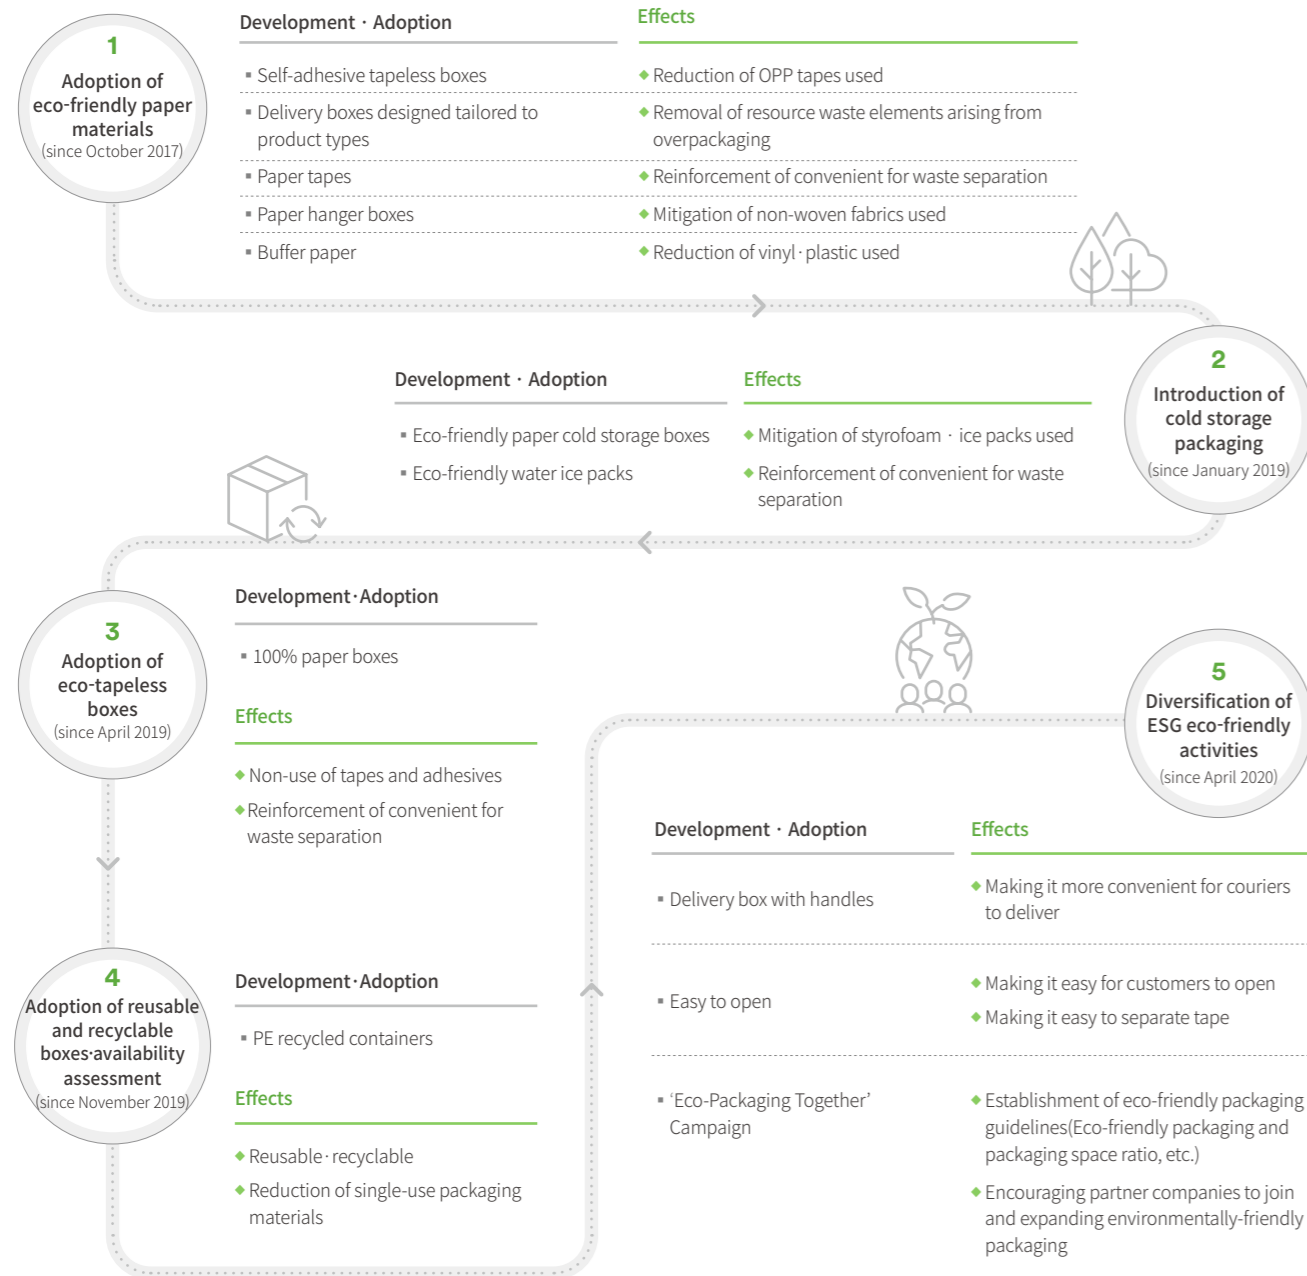 1
Adoption of
eco-friendly paper
materials
(since October 2017)
Development · Adoption
Effects
▪ Self-adhesive tapeless boxes
◆ Reduction of OPP tapes used
▪ Delivery boxes designed tailored to
product types
◆ Removal of resource waste elements arising from
overpackaging
▪ Paper tapes
◆ Reinforcement of convenient for waste separation
▪ Paper hanger boxes
◆ Mitigation of non-woven fabrics used
▪ Buffer paper
◆ Reduction of vinyl · plastic used
2
Introduction of
cold storage
packaging
(since January 2019)
Development · Adoption
Effects
▪ Eco-friendly paper cold storage boxes
◆ Mitigation of styrofoam · ice packs used
▪ Eco-friendly water ice packs
◆ Reinforcement of convenient for waste
separation
3
Adoption of
eco-tapeless
boxes
(since April 2019)
Development·Adoption
▪ 100% paper boxes
Effects
◆ Non-use of tapes and adhesives
◆ Reinforcement of convenient for
waste separation
4
Adoption of reusable
and recyclable
boxes·availability
assessment
(since November 2019)
Development·Adoption
▪ PE recycled containers
Effects
◆ Reusable · recyclable
◆ Reduction of single-use packaging
materials
5
Diversification of
ESG eco-friendly
activities
(since April 2020)
Development · Adoption
Effects
▪ Delivery box with handles
◆ Making it more convenient for couriers
to deliver
▪ Easy to open
◆ Making it easy for customers to open
◆ Making it easy to separate tape
▪ ‘Eco-Packaging Together’
Campaign
◆ Establishment of eco-friendly packaging
guidelines(Eco-friendly packaging and
packaging space ratio, etc.)
◆ Encouraging partner companies to join
and expanding environmentally-friendly
packaging